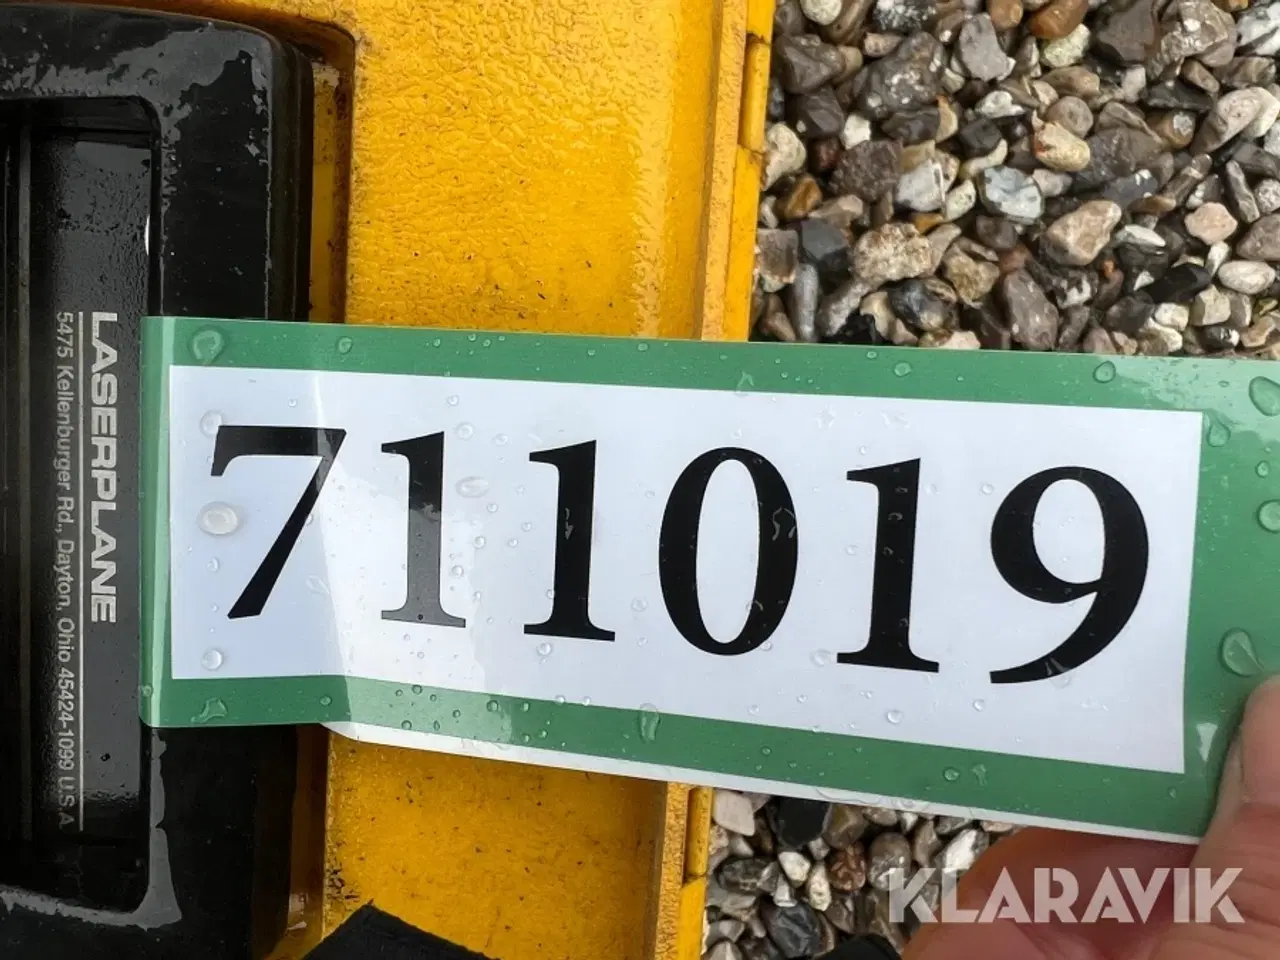 LASERPLANE
5475 Kellenburger Rd., Dayton, Ohio 45424-1099 U.S.A.
711019
KLARAVIK